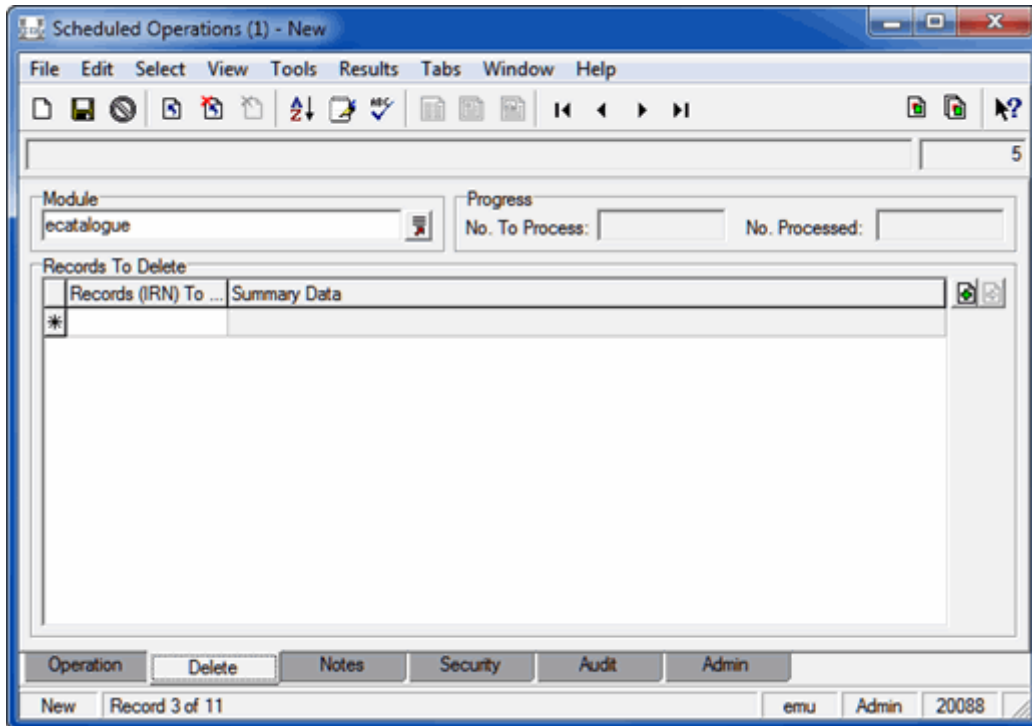 Scheduled Operations (1) - New
File Edit Select View Tools Results Tabs Window Help
5
Module
ecatalogue
Progress
No. To Process: No. Processed:
Records To Delete
Records (IRN) To ... Summary Data
Operation Delete Notes Security Audit Admin
New Record 3 of 11 emu Admin 20088